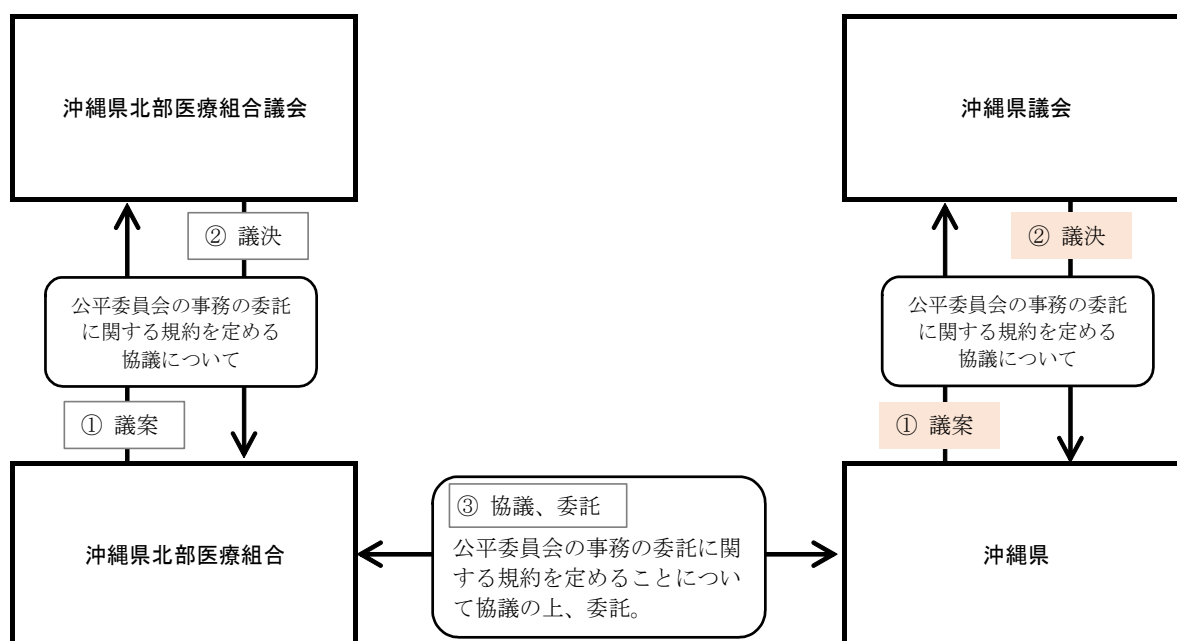 沖縄県北部医療組合議会
沖縄県議会
② 議決
② 議決
公平委員会の事務の委託
に関する規約を定める
協議について
公平委員会の事務の委託
に関する規約を定める
協議について
① 議案
① 議案
沖縄県北部医療組合
③ 協議、委託
公平委員会の事務の委託に関
する規約を定めることについ
て協議の上、委託。
沖縄県